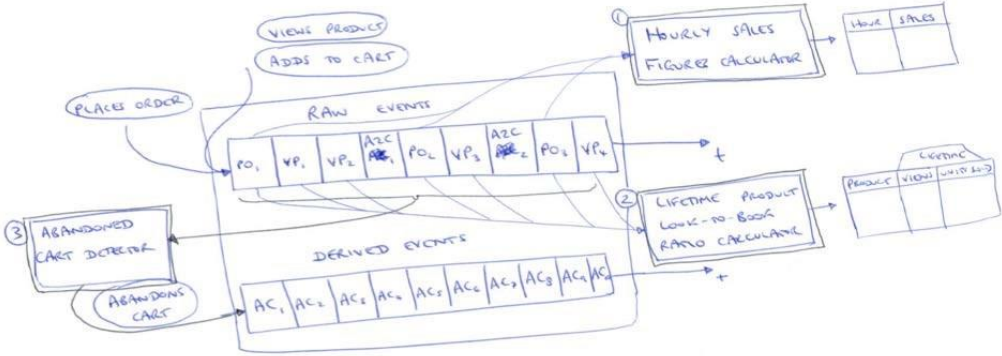 VIEWS PRODUCT
ADDS TO CART
PLACES ORDER
① HOURLY SALES
FIGURES CALCULATOR
HOUR SALES
RAW EVENTS
PO₁ VP₁ VP₂ A2C₁ PO₂ VP₃ A2C₂ PO₃ VP₄
t
② LIFETIME PRODUCT
LOOK-TO-BOOK
RATIO CALCULATOR
LIFETIME
PRODUCT VIEWS UNITS SOLD
③ ABANDONED
CART DETECTOR
DERIVED EVENTS
AC₁ AC₂ AC₃ AC₄ AC₅ AC₆ AC₇ AC₈ AC₉
t
ABANDONS
CART